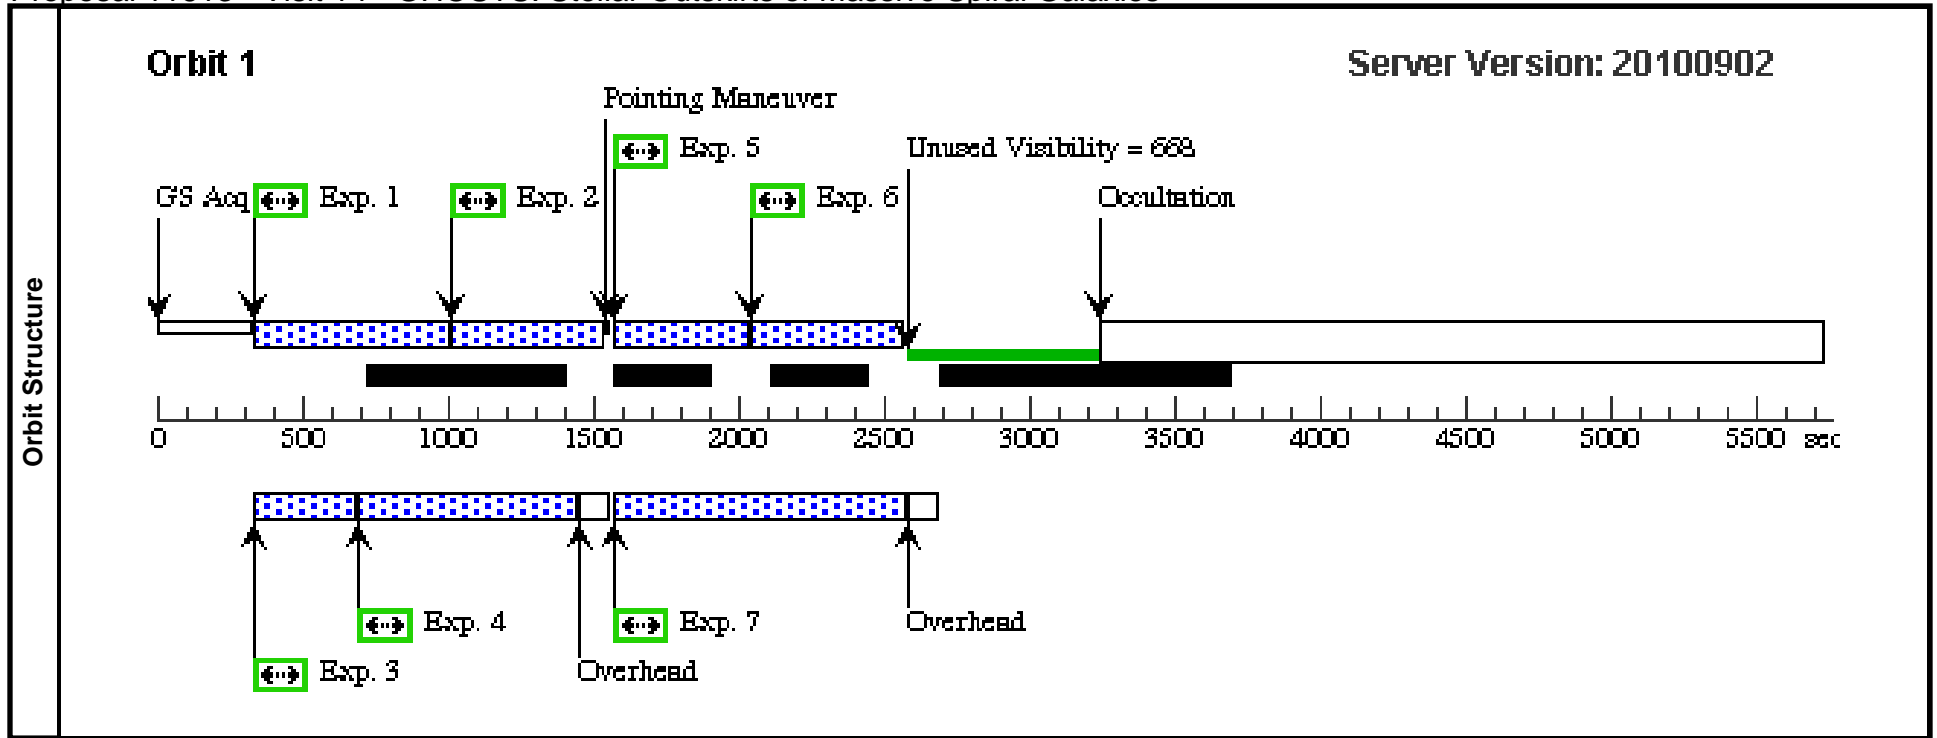 Orbit 1
Server Version: 20100902
Pointing Maneuver
Exp. 5
Unused Visibility = 668
GS Acq
Exp. 1
Exp. 2
Exp. 6
Occultation
Orbit Structure
0 500 1000 1500 2000 2500 3000 3500 4000 4500 5000 5500 sec
Exp. 4
Exp. 7
Overhead
Exp. 3
Overhead